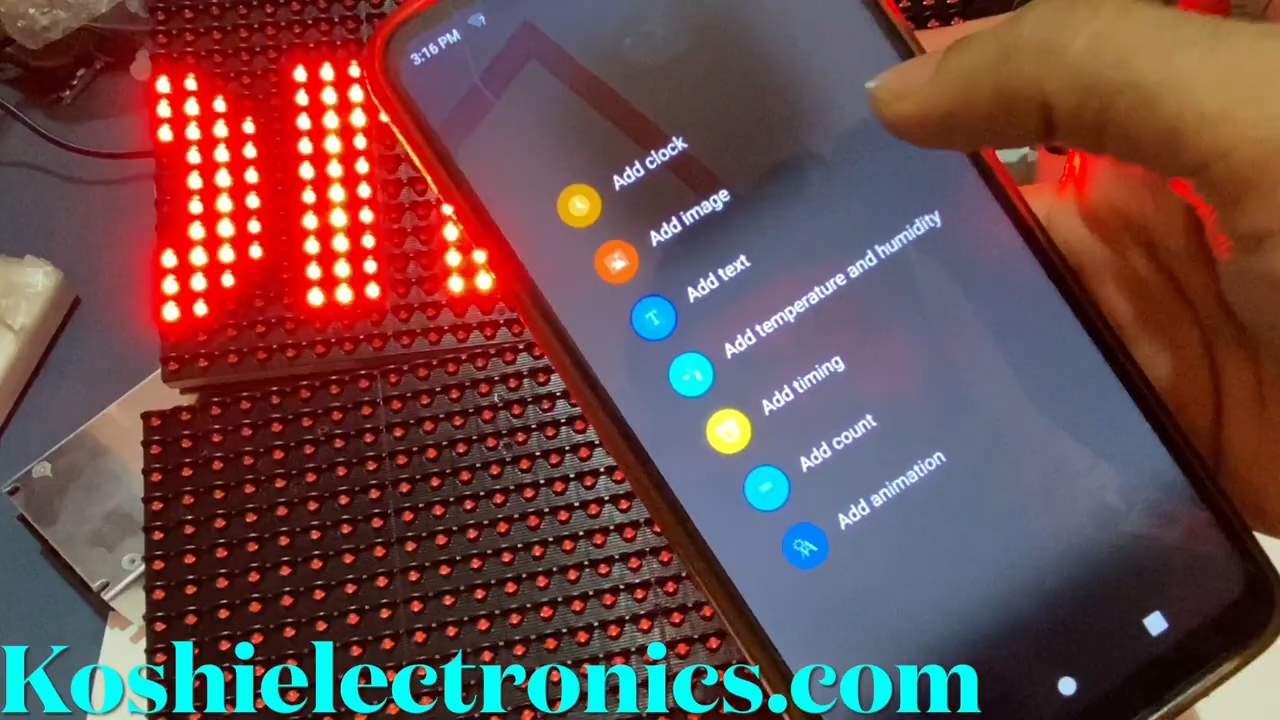 3:16 PM
Add clock
Add image
Add text
Add temperature and humidity
Add timing
Add count
Add animation
Koshielectronics.com